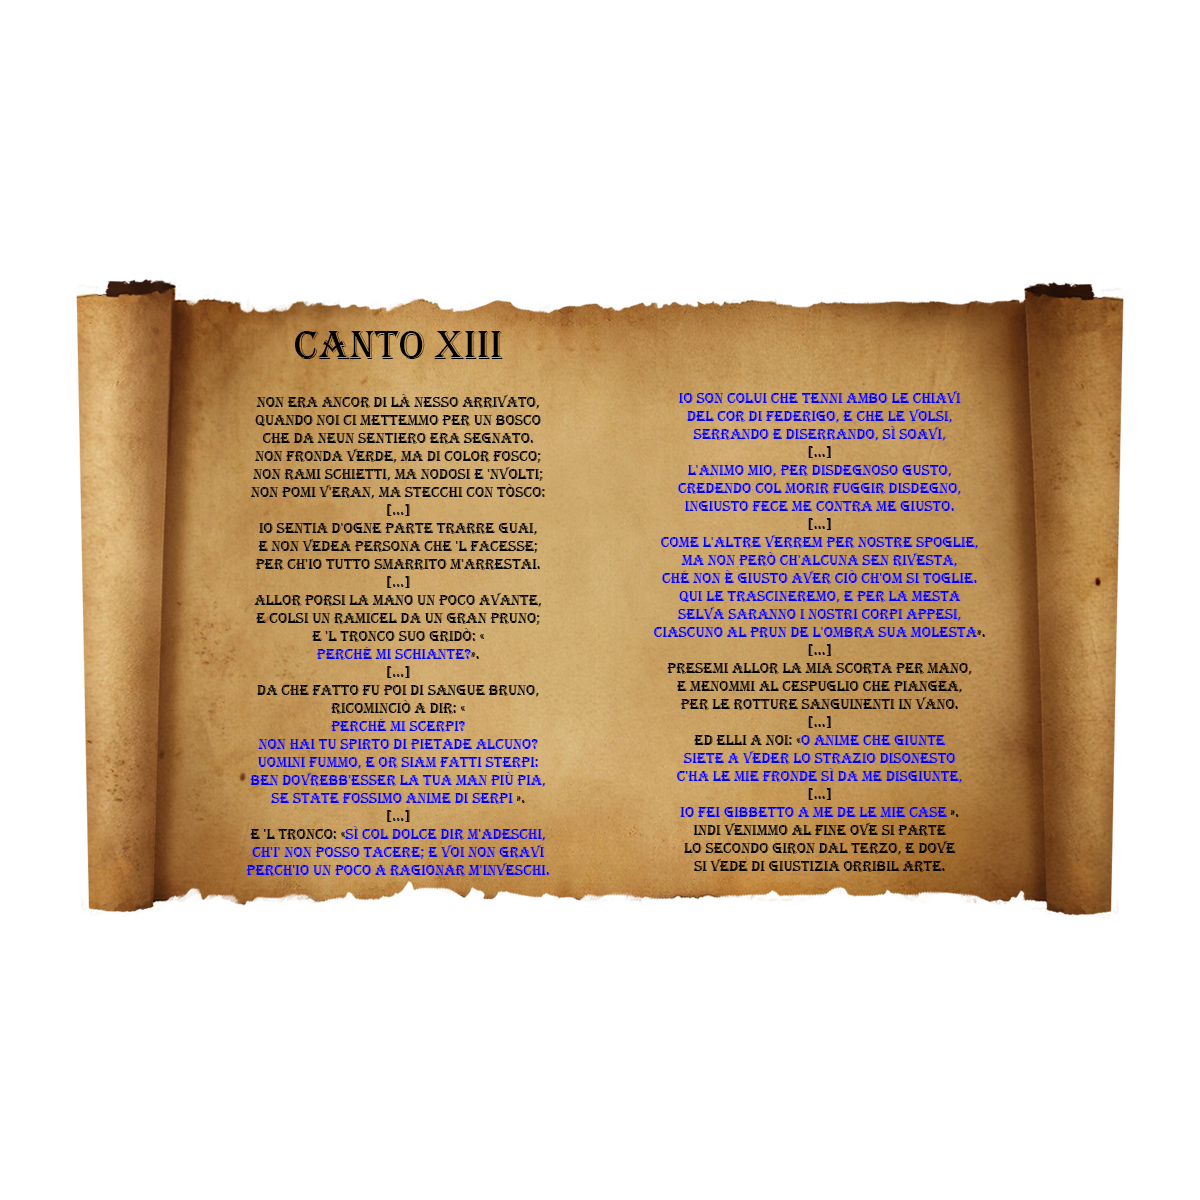 CANTO XIII
NON ERA ANCOR DI LÀ NESSO ARRIVATO,
QUANDO NOI CI METTEMMO PER UN BOSCO
CHE DA NEUN SENTIERO ERA SEGNATO.
NON FRONDA VERDE, MA DI COLOR FOSCO;
NON RAMI SCHIETTI, MA NODOSI E 'NVOLTI;
NON POMI V'ERAN, MA STECCHI CON TÒSCO:
[...]
IO SENTIA D'OGNE PARTE TRARRE GUAI,
E NON VEDEA PERSONA CHE 'L FACESSE;
PER CH'IO TUTTO SMARRITO M'ARRESTAI.
[...]
ALLOR PORSI LA MANO UN POCO AVANTE,
E COLSI UN RAMICEL DA UN GRAN PRUNO;
E 'L TRONCO SUO GRIDÒ: «
PERCHÉ MI SCHIANTE?».
[...]
DA CHE FATTO FU POI DI SANGUE BRUNO,
RICOMINCIÒ A DIR: «
PERCHÉ MI SCERPI?
NON HAI TU SPIRTO DI PIETADE ALCUNO?
UOMINI FUMMO, E OR SIAM FATTI STERPI:
BEN DOVREBB'ESSER LA TUA MAN PIÙ PIA,
SE STATE FOSSIMO ANIME DI SERPI ».
[...]
E 'L TRONCO: «SÌ COL DOLCE DIR M'ADESCHI,
CH'I' NON POSSO TACERE; E VOI NON GRAVI
PERCH'IO UN POCO A RAGIONAR M'INVESCHI.
IO SON COLUI CHE TENNI AMBO LE CHIAVI
DEL COR DI FEDERIGO, E CHE LE VOLSI,
SERRANDO E DISERRANDO, SÌ SOAVI,
[...]
L'ANIMO MIO, PER DISDEGNOSO GUSTO,
CREDENDO COL MORIR FUGGIR DISDEGNO,
INGIUSTO FECE ME CONTRA ME GIUSTO.
[...]
COME L'ALTRE VERREM PER NOSTRE SPOGLIE,
MA NON PERÒ CH'ALCUNA SEN RIVESTA,
CHÉ NON È GIUSTO AVER CIÒ CH'OM SI TOGLIE.
QUI LE TRASCINEREMO, E PER LA MESTA
SELVA SARANNO I NOSTRI CORPI APPESI,
CIASCUNO AL PRUN DE L'OMBRA SUA MOLESTA».
[...]
PRESEMI ALLOR LA MIA SCORTA PER MANO,
E MENOMMI AL CESPUGLIO CHE PIANGEA,
PER LE ROTTURE SANGUINENTI IN VANO.
[...]
ED ELLI A NOI: «O ANIME CHE GIUNTE
SIETE A VEDER LO STRAZIO DISONESTO
C'HA LE MIE FRONDE SÌ DA ME DISGIUNTE,
[...]
IO FEI GIBBETTO A ME DE LE MIE CASE ».
INDI VENIMMO AL FINE OVE SI PARTE
LO SECONDO GIRON DAL TERZO, E DOVE
SI VEDE DI GIUSTIZIA ORRIBIL ARTE.